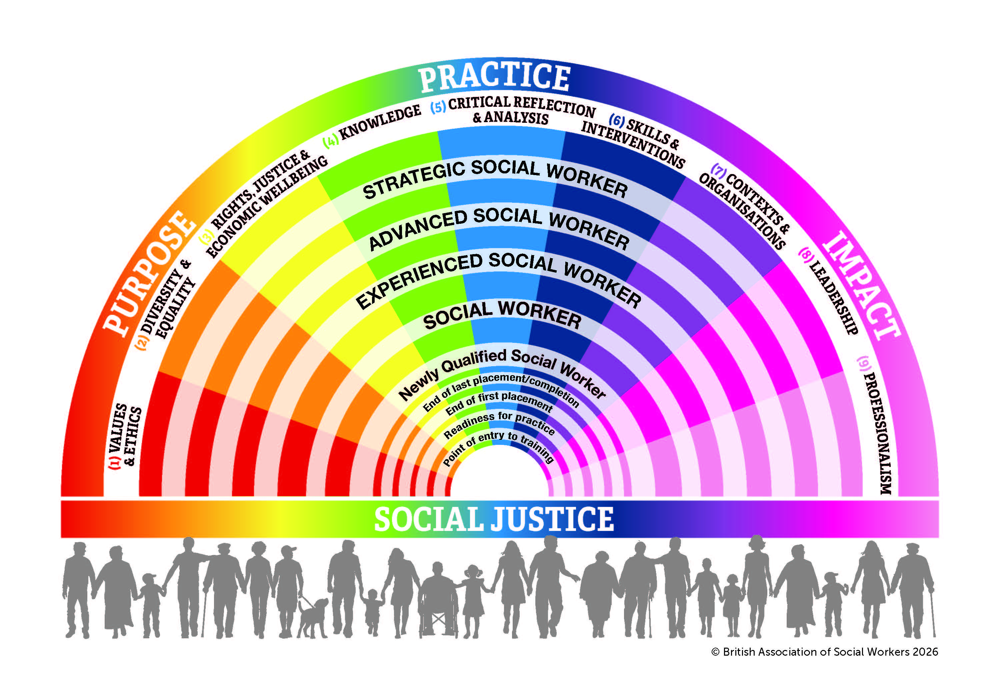 PRACTICE
PURPOSE
IMPACT
(1) VALUES
& ETHICS
(2) DIVERSITY &
EQUALITY
(3) RIGHTS, JUSTICE &
ECONOMIC WELLBEING
(4) KNOWLEDGE
(5) CRITICAL REFLECTION
& ANALYSIS
(6) SKILLS &
INTERVENTIONS
(7) CONTEXTS &
ORGANISATIONS
(8) LEADERSHIP
(9) PROFESSIONALISM
STRATEGIC SOCIAL WORKER
ADVANCED SOCIAL WORKER
EXPERIENCED SOCIAL WORKER
SOCIAL WORKER
Newly Qualified Social Worker
End of last placement/completion
End of first placement
Readiness for practice
Point of entry to training
SOCIAL JUSTICE
© British Association of Social Workers 2026